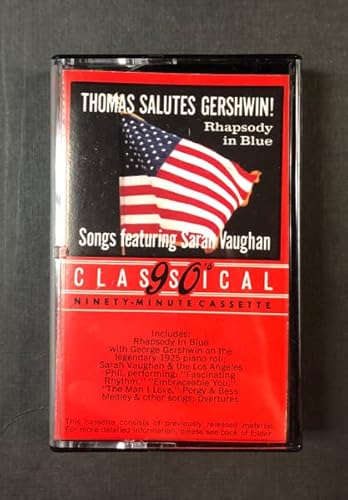 THOMAS SALUTES GERSHWIN!
Rhapsody
in Blue
Songs featuring Sarah Vaughan
CLASSICAL
90's
NINETY-MINUTE CASSETTE
Includes:
Rhapsody In Blue
with George Gershwin on the
legendary 1925 piano roll;
Sarah Vaughan & the Los Angeles
Phil. performing: "Fascinating
Rhythm," "Embraceable You,"
"The Man I Love," Porgy & Bess
Medley & other songs; Overtures
This cassette consists of previously released material.
For more detailed information, please see back of folder.